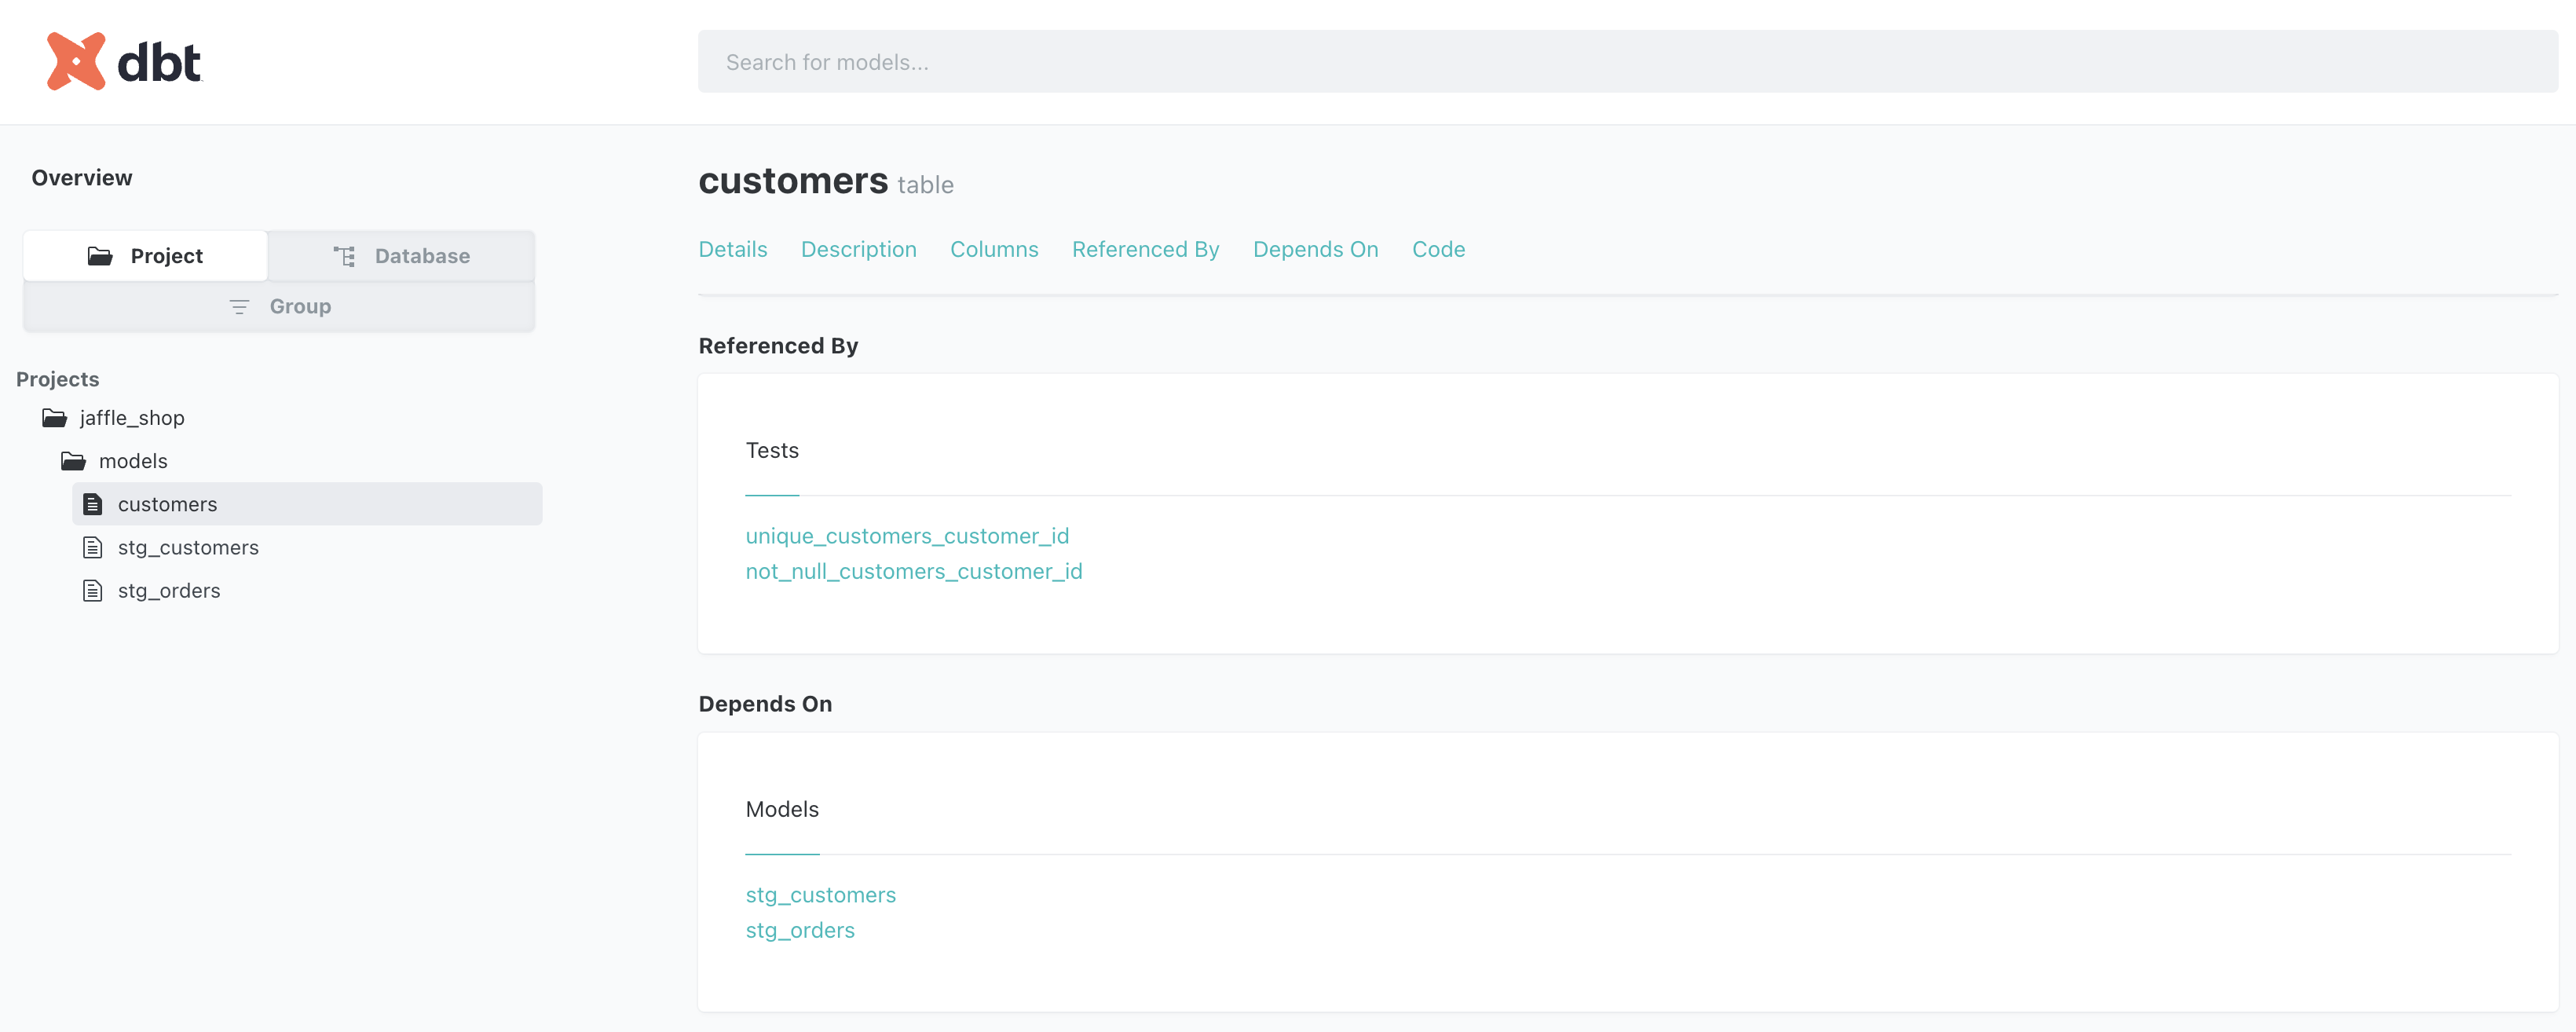 dbt
Search for models...
Overview
Project
Database
Group
Projects
jaffle_shop
models
customers
stg_customers
stg_orders
customers table
Details Description Columns Referenced By Depends On Code
Referenced By
Tests
unique_customers_customer_id
not_null_customers_customer_id
Depends On
Models
stg_customers
stg_orders